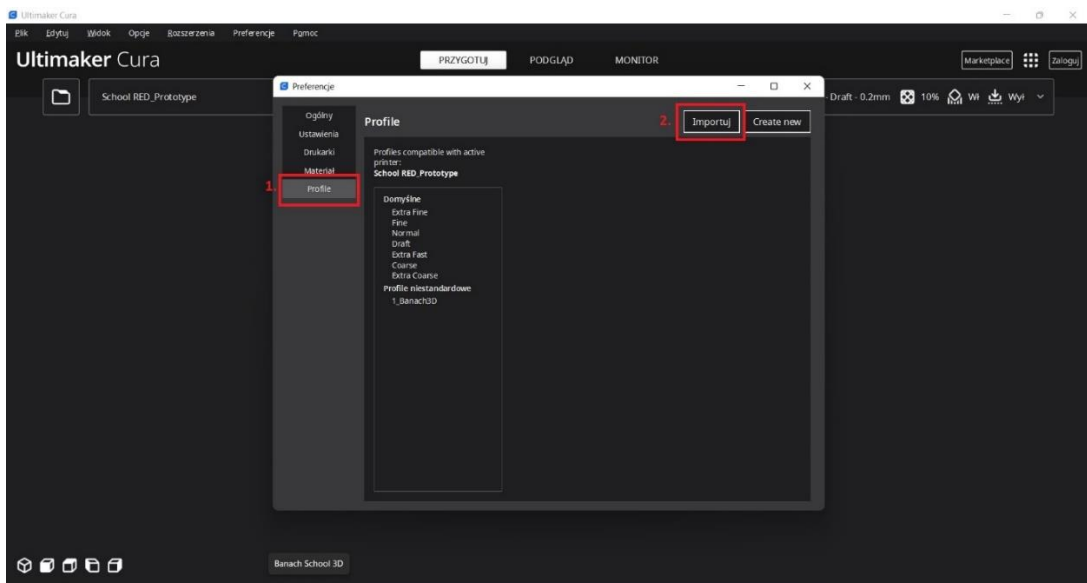 Ultimaker Cura
Plik Edytuj Widok Opcje Rozszerzenia Preferencje Pomoc
Ultimaker Cura
PRZYGOTUJ PODGLĄD MONITOR
Marketplace Zaloguj
School RED_Prototype
- Draft - 0.2mm 10% Wł Wył
Preferencje
Ogólny
Ustawienia
Drukarki
Materiał
1. Profile
Profile
2. Importuj Create new
Profiles compatible with active
printer:
School RED_Prototype
Domyślne
Extra Fine
Fine
Normal
Draft
Extra Fast
Coarse
Extra Coarse
Profile niestandardowe
1_Banach3D
Banach School 3D